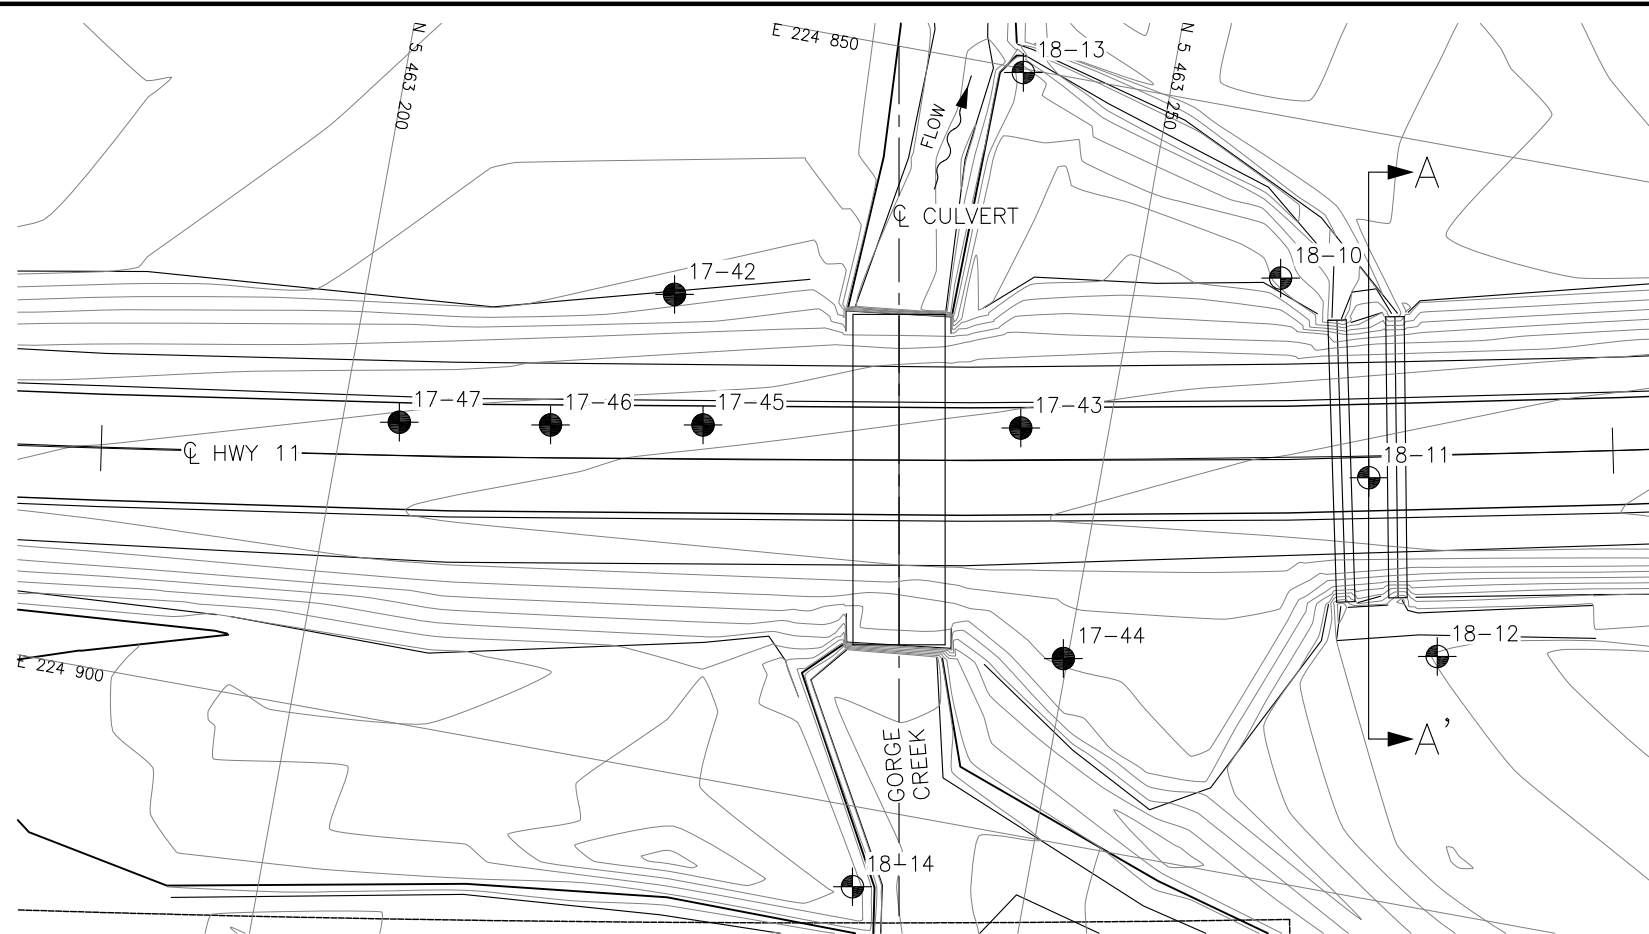 E 224 850
N 5 463 200
N 5 463 250
18-13
FLOW
A
℄ CULVERT
18-10
17-42
17-47
17-46
17-45
17-43
℄ HWY 11
18-11
17-44
18-12
E 224 900
A'
GORGE
CREEK
18-14